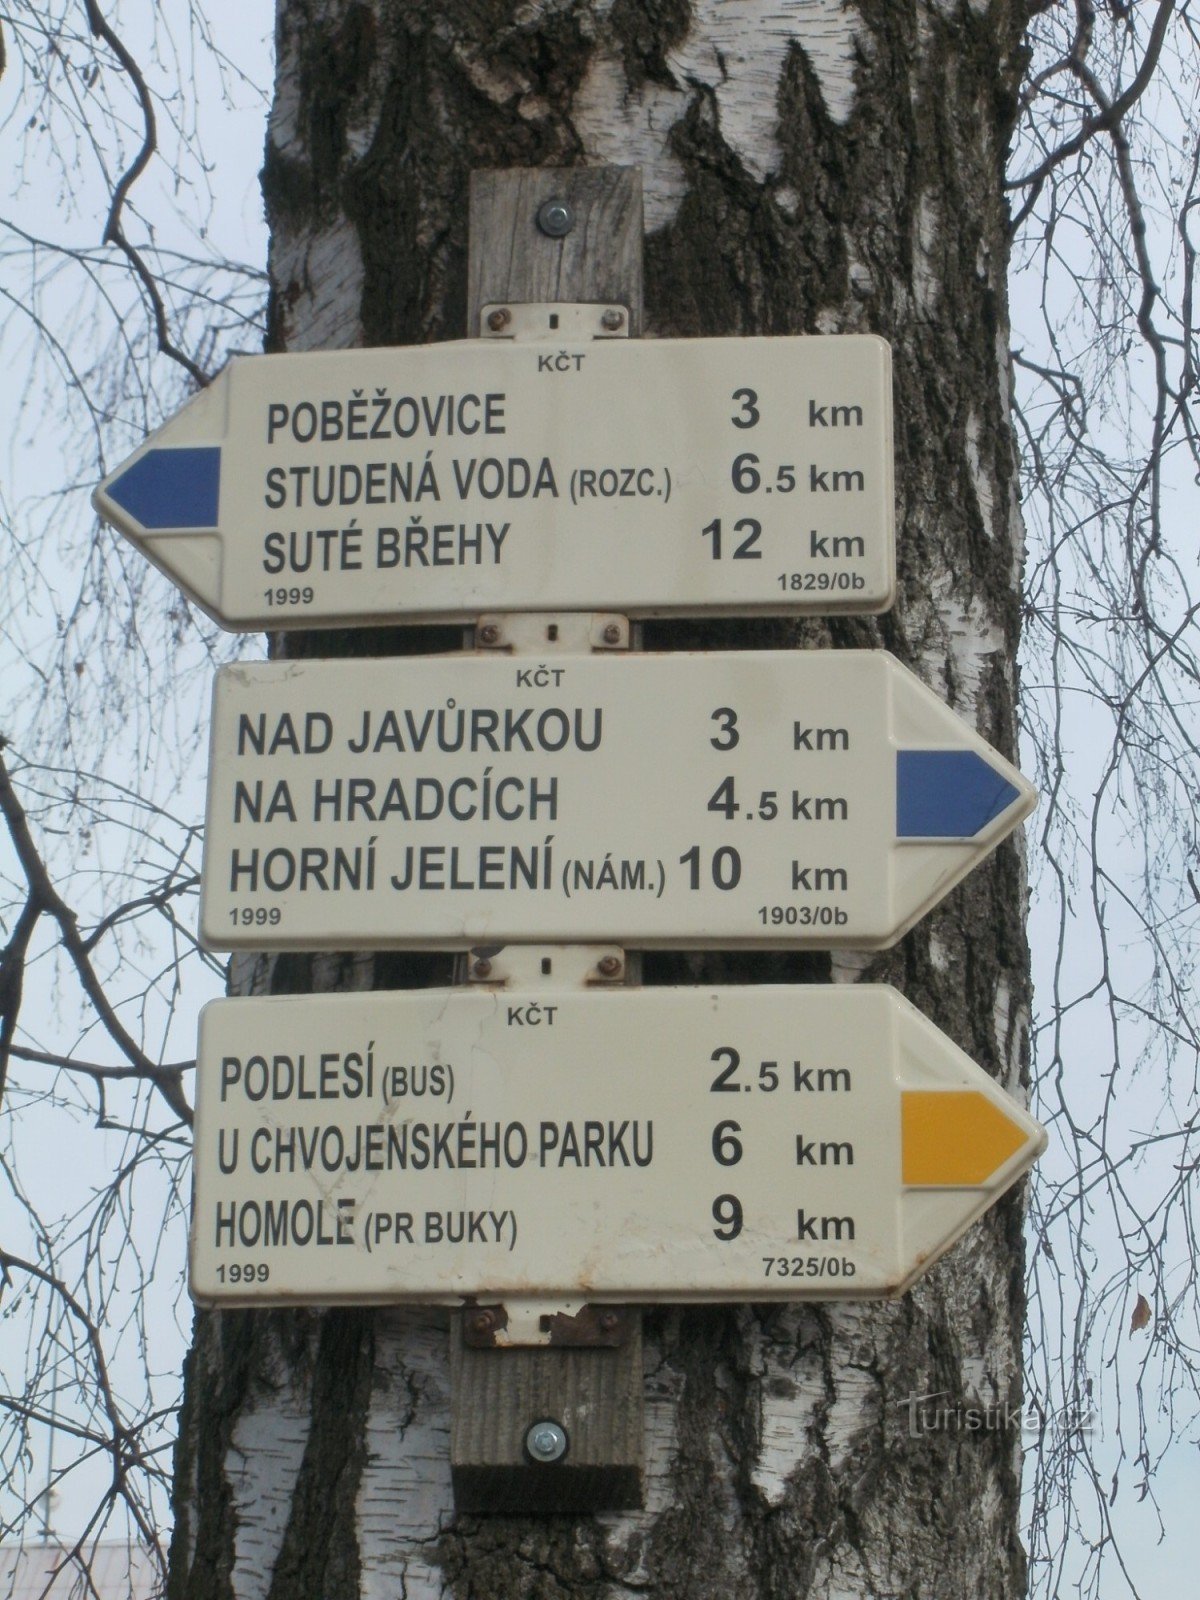 KČT
POBĚŽOVICE 3 km
STUDENÁ VODA (ROZC.) 6.5 km
SUTÉ BŘEHY 12 km
1999 1829/0b
KČT
NAD JAVŮRKOU 3 km
NA HRADCÍCH 4.5 km
HORNÍ JELENÍ (NÁM.) 10 km
1999 1903/0b
KČT
PODLESÍ (BUS) 2.5 km
U CHVOJENSKÉHO PARKU 6 km
HOMOLE (PR BUKY) 9 km
1999 7325/0b
Turistika.cz